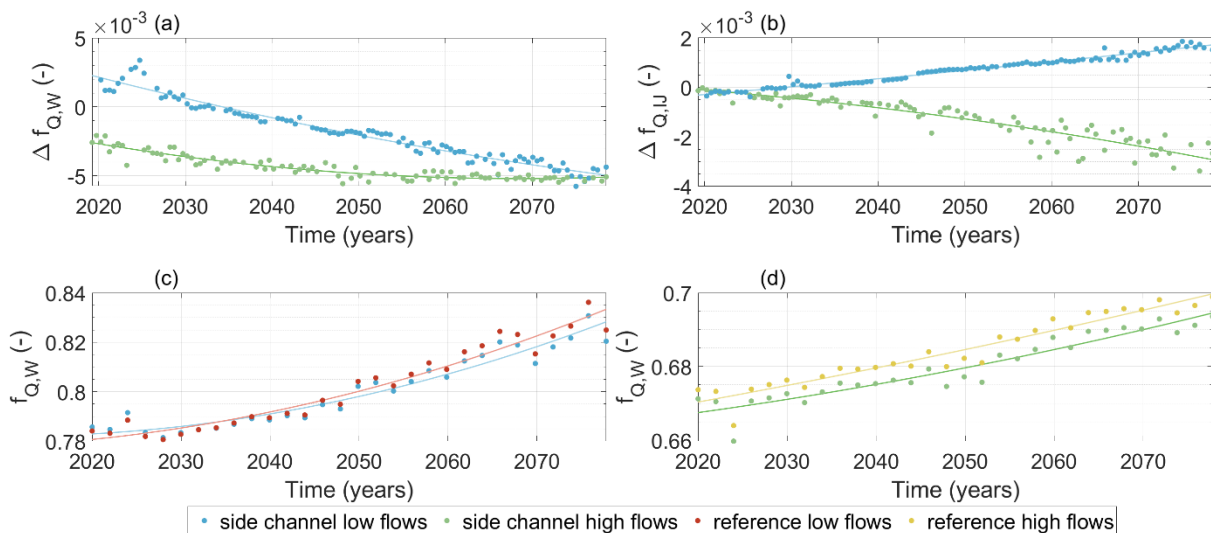 ×10⁻³ (a)
5
0
-5
Δ f_Q,W (-)
2020 2030 2040 2050 2060 2070
Time (years)
×10⁻³ (b)
2
0
-2
-4
Δ f_Q,IJ (-)
2020 2030 2040 2050 2060 2070
Time (years)
(c)
0.84
0.82
0.8
0.78
f_Q,W (-)
2020 2030 2040 2050 2060 2070
Time (years)
(d)
0.7
0.68
0.66
f_Q,W (-)
2020 2030 2040 2050 2060 2070
Time (years)
side channel low flows side channel high flows reference low flows reference high flows